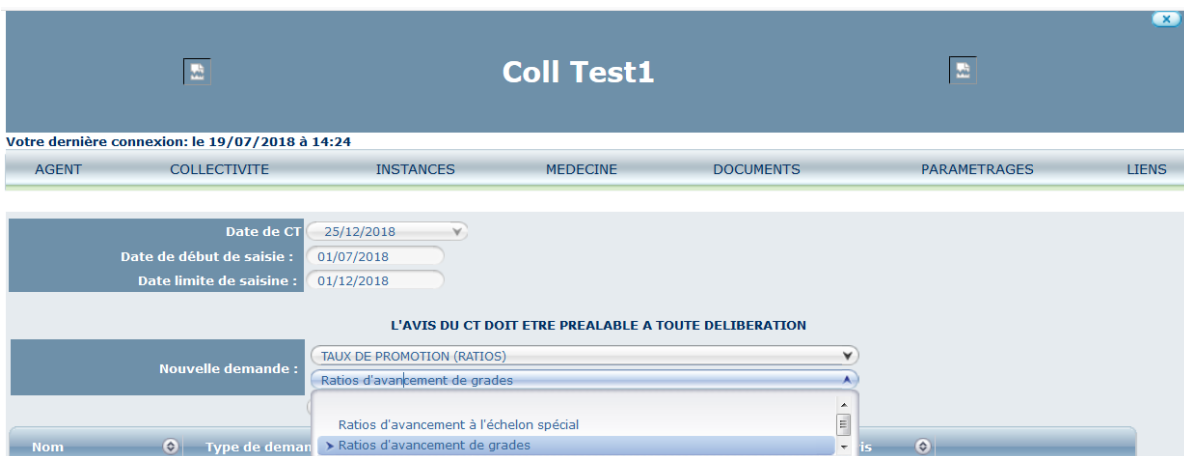 Coll Test1
Votre dernière connexion: le 19/07/2018 à 14:24
AGENT COLLECTIVITE INSTANCES MEDECINE DOCUMENTS PARAMETRAGES LIENS
Date de CT 25/12/2018
Date de début de saisie : 01/07/2018
Date limite de saisine : 01/12/2018
L'AVIS DU CT DOIT ETRE PREALABLE A TOUTE DELIBERATION
Nouvelle demande :
TAUX DE PROMOTION (RATIOS)
Ratios d'avancement de grades
Ratios d'avancement à l'échelon spécial
Ratios d'avancement de grades
Nom Type de deman is